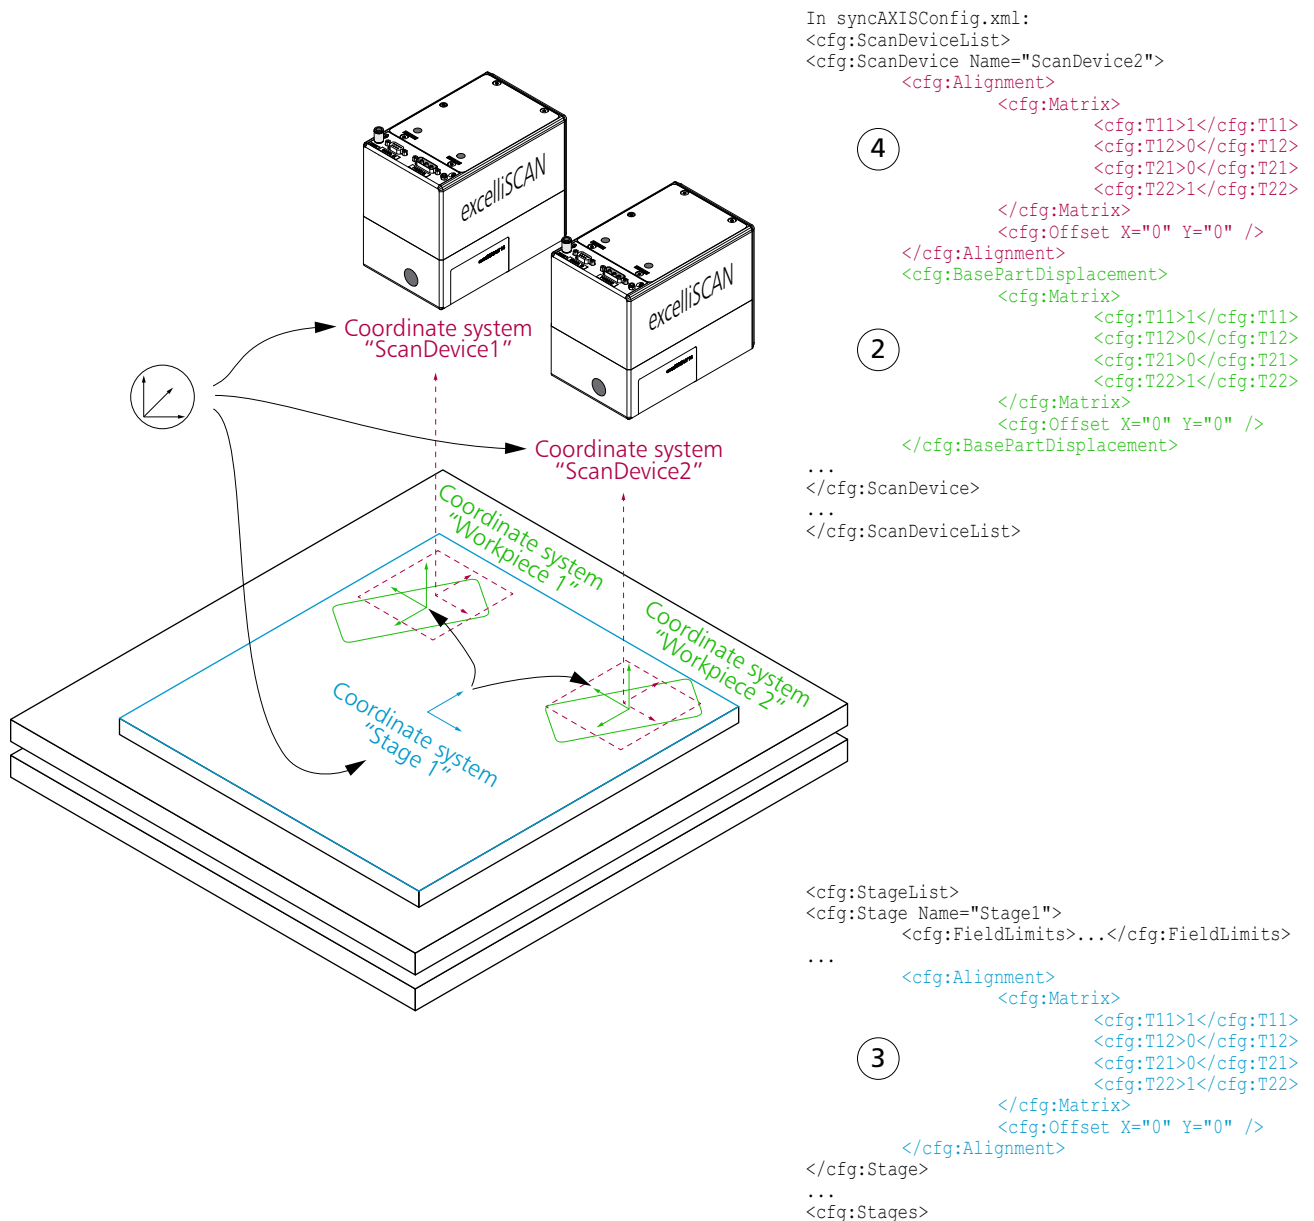 In syncAXISConfig.xml:
<cfg:ScanDeviceList>
<cfg:ScanDevice Name="ScanDevice2">
<cfg:Alignment>
<cfg:Matrix>
<cfg:T11>1</cfg:T11>
<cfg:T12>0</cfg:T12>
<cfg:T21>0</cfg:T21>
<cfg:T22>1</cfg:T22>
</cfg:Matrix>
<cfg:Offset X="0" Y="0" />
</cfg:Alignment>
4
<cfg:BasePartDisplacement>
<cfg:Matrix>
<cfg:T11>1</cfg:T11>
<cfg:T12>0</cfg:T12>
<cfg:T21>0</cfg:T21>
<cfg:T22>1</cfg:T22>
</cfg:Matrix>
<cfg:Offset X="0" Y="0" />
</cfg:BasePartDisplacement>
2
...
</cfg:ScanDevice>
...
</cfg:ScanDeviceList>
excelliSCAN
excelliSCAN
Coordinate system
“ScanDevice1”
Coordinate system
“ScanDevice2”
Coordinate system
“Workpiece 1”
Coordinate system
“Workpiece 2”
Coordinate system
“Stage 1”
<cfg:StageList>
<cfg:Stage Name="Stage1">
<cfg:FieldLimits>...</cfg:FieldLimits>
...
<cfg:Alignment>
<cfg:Matrix>
<cfg:T11>1</cfg:T11>
<cfg:T12>0</cfg:T12>
<cfg:T21>0</cfg:T21>
<cfg:T22>1</cfg:T22>
</cfg:Matrix>
<cfg:Offset X="0" Y="0" />
</cfg:Alignment>
3
</cfg:Stage>
...
<cfg:Stages>